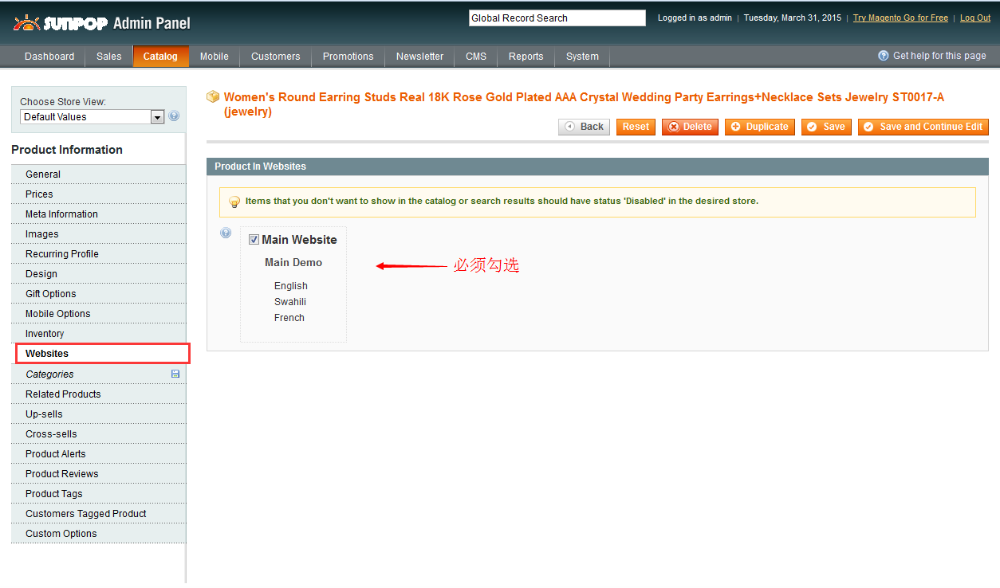 SUNPOP Admin Panel
Global Record Search
Logged in as admin | Tuesday, March 31, 2015 | Try Magento Go for Free | Log Out
Dashboard Sales Catalog Mobile Customers Promotions Newsletter CMS Reports System
Get help for this page
Choose Store View:
Default Values
Product Information
General
Prices
Meta Information
Images
Recurring Profile
Design
Gift Options
Mobile Options
Inventory
Websites
Categories
Related Products
Up-sells
Cross-sells
Product Alerts
Product Reviews
Product Tags
Customers Tagged Product
Custom Options
Women's Round Earring Studs Real 18K Rose Gold Plated AAA Crystal Wedding Party Earrings+Necklace Sets Jewelry ST0017-A
(jewelry)
Back Reset Delete Duplicate Save Save and Continue Edit
Product In Websites
Items that you don't want to show in the catalog or search results should have status 'Disabled' in the desired store.
Main Website
Main Demo
必须勾选
English
Swahili
French